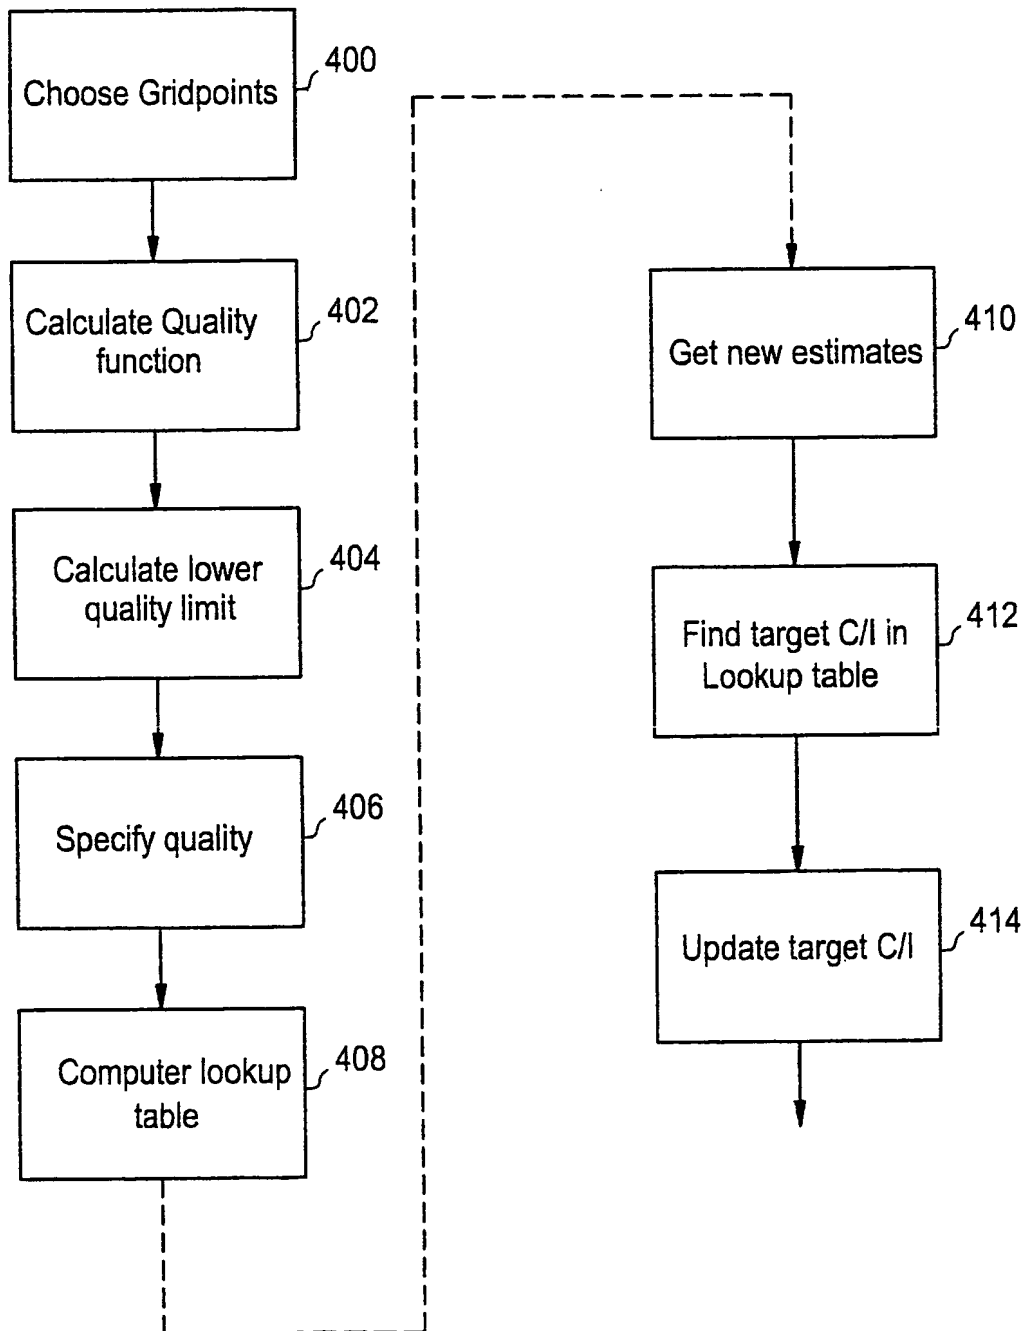 Choose Gridpoints
400
Calculate Quality
function
402
Calculate lower
quality limit
404
Specify quality
406
Computer lookup
table
408
Get new estimates
410
Find target C/I in
Lookup table
412
Update target C/I
414